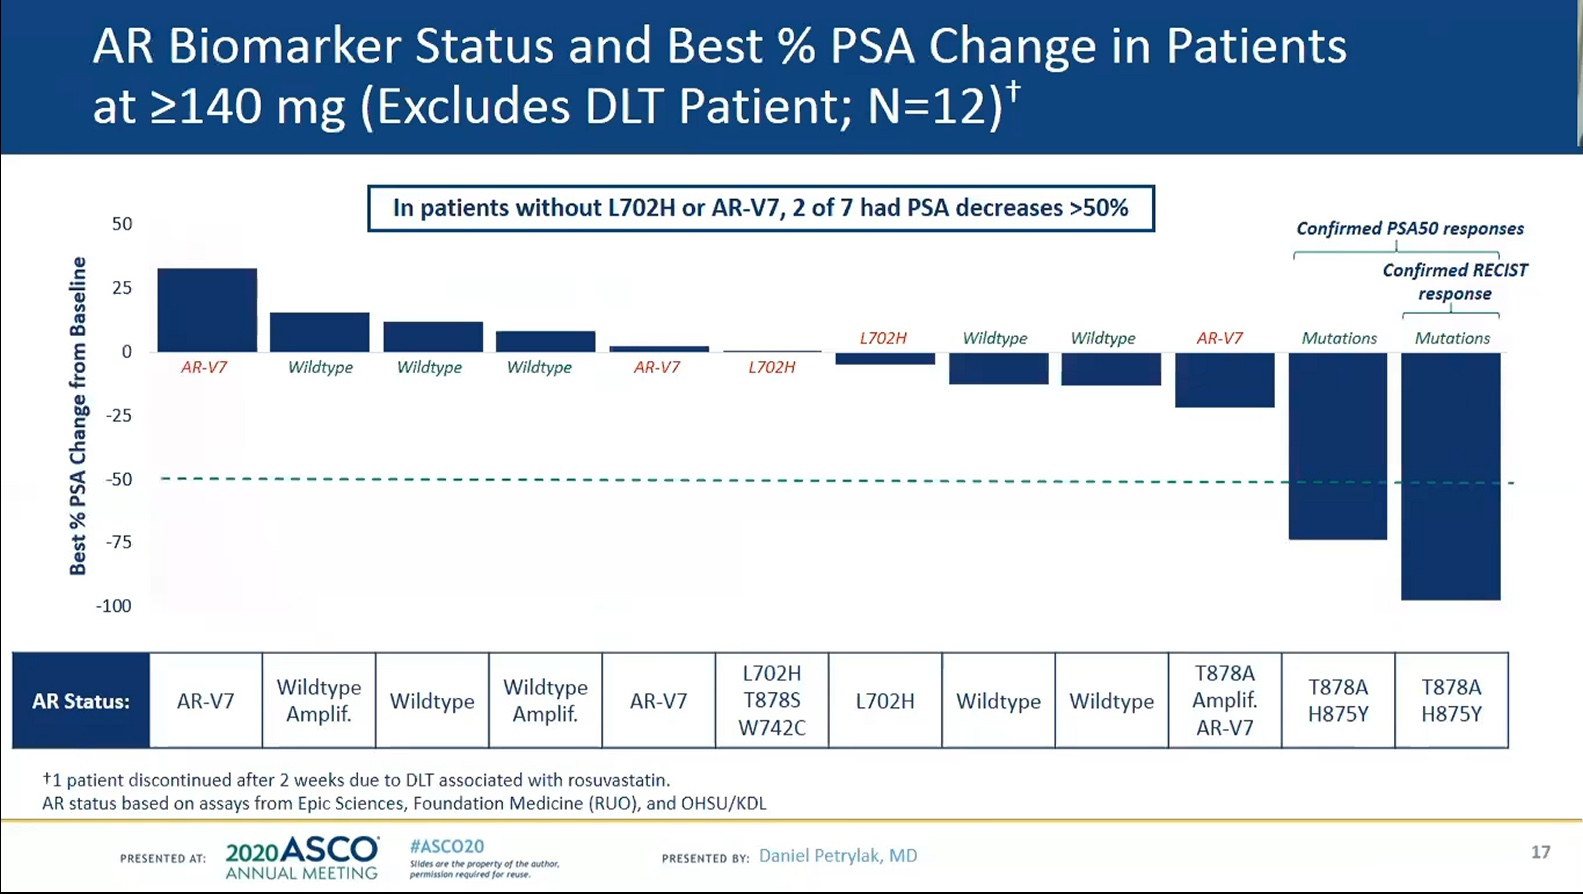 AR Biomarker Status and Best % PSA Change in Patients
at ≥140 mg (Excludes DLT Patient; N=12)†
In patients without L702H or AR-V7, 2 of 7 had PSA decreases >50%
Confirmed PSA50 responses
Confirmed RECIST
response
Best % PSA Change from Baseline
50
25
0
-25
-50
-75
-100
L702H Wildtype Wildtype AR-V7 Mutations Mutations
AR-V7 Wildtype Wildtype Wildtype AR-V7 L702H
AR Status:
AR-V7
Wildtype
Amplif.
Wildtype
Wildtype
Amplif.
AR-V7
L702H
T878S
W742C
L702H
Wildtype
Wildtype
T878A
Amplif.
AR-V7
T878A
H875Y
T878A
H875Y
†1 patient discontinued after 2 weeks due to DLT associated with rosuvastatin.
AR status based on assays from Epic Sciences, Foundation Medicine (RUO), and OHSU/KDL
PRESENTED AT:
2020 ASCO
ANNUAL MEETING
#ASCO20
Slides are the property of the author,
permission required for reuse.
PRESENTED BY: Daniel Petrylak, MD
17